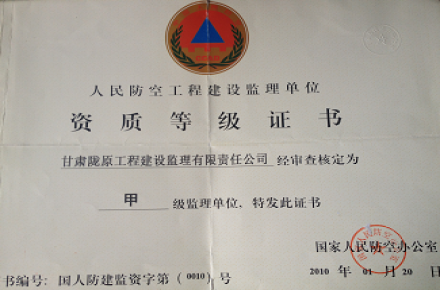 人民防空工程建设监理单位
资质等级证书
甘肃陇原工程建设监理有限责任公司 经审查核定为
甲 级监理单位，特发此证书
国家人民防空办公室
书编号：国人防建监资字第（0010）号
2010 年 01 月 20 日